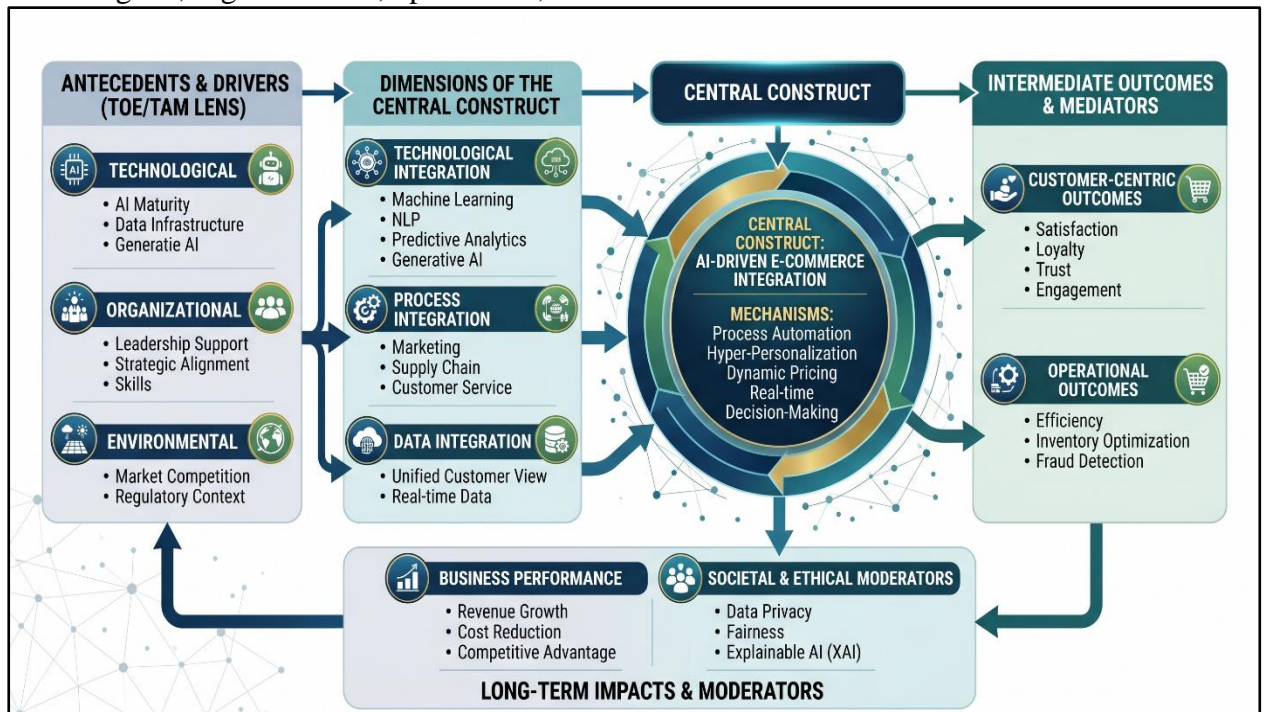 ANTECEDENTS & DRIVERS
(TOE/TAM LENS)
TECHNOLOGICAL
AI
• AI Maturity
• Data Infrastructure
• Generatie AI
ORGANIZATIONAL
• Leadership Support
• Strategic Alignment
• Skills
ENVIRONMENTAL
• Market Competition
• Regulatory Context
DIMENSIONS OF THE
CENTRAL CONSTRUCT
TECHNOLOGICAL
INTEGRATION
• Machine Learning
• NLP
• Predictive Analytics
• Generative AI
PROCESS
INTEGRATION
• Marketing
• Supply Chain
• Customer Service
DATA INTEGRATION
• Unified Customer View
• Real-time Data
CENTRAL CONSTRUCT
CENTRAL
CONSTRUCT:
AI-DRIVEN E-COMMERCE
INTEGRATION
MECHANISMS:
Process Automation
Hyper-Personalization
Dynamic Pricing
Real-time
Decision-Making
INTERMEDIATE OUTCOMES
& MEDIATORS
CUSTOMER-CENTRIC
OUTCOMES
• Satisfaction
• Loyalty
• Trust
• Engagement
OPERATIONAL
OUTCOMES
• Efficiency
• Inventory Optimization
• Fraud Detection
BUSINESS PERFORMANCE
• Revenue Growth
• Cost Reduction
• Competitive Advantage
SOCIETAL & ETHICAL MODERATORS
• Data Privacy
• Fairness
• Explainable AI (XAI)
LONG-TERM IMPACTS & MODERATORS